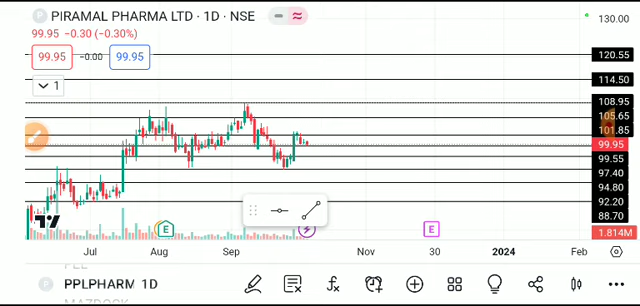 P PIRAMAL PHARMA LTD · 1D · NSE
99.95 -0.30 (-0.30%)
99.95 -0.00 99.95
1
130.00
120.55
114.50
108.95
105.65
101.85
99.95
99.55
97.40
94.80
92.20
88.70
1.814M
E
E
Jul Aug Sep Nov 30 2024 Feb
PPLPHARM 1D
MAZDOCK